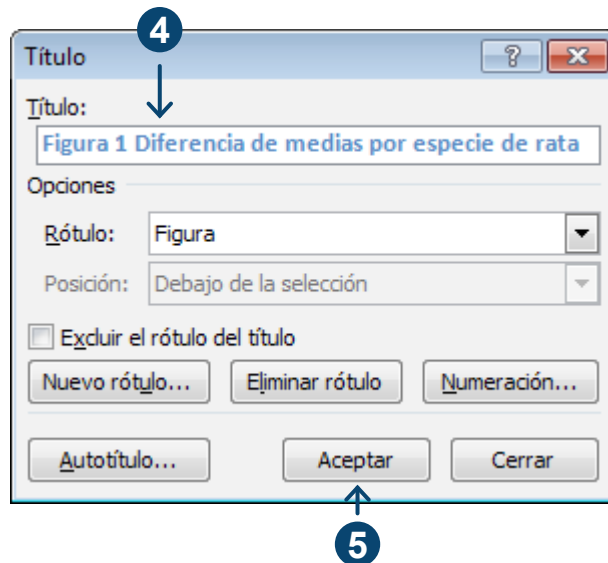 4
Título
Título:
Figura 1 Diferencia de medias por especie de rata
Opciones
Rótulo: Figura
Posición: Debajo de la selección
Excluir el rótulo del título
Nuevo rótulo... Eliminar rótulo Numeración...
Autotítulo... Aceptar Cerrar
5